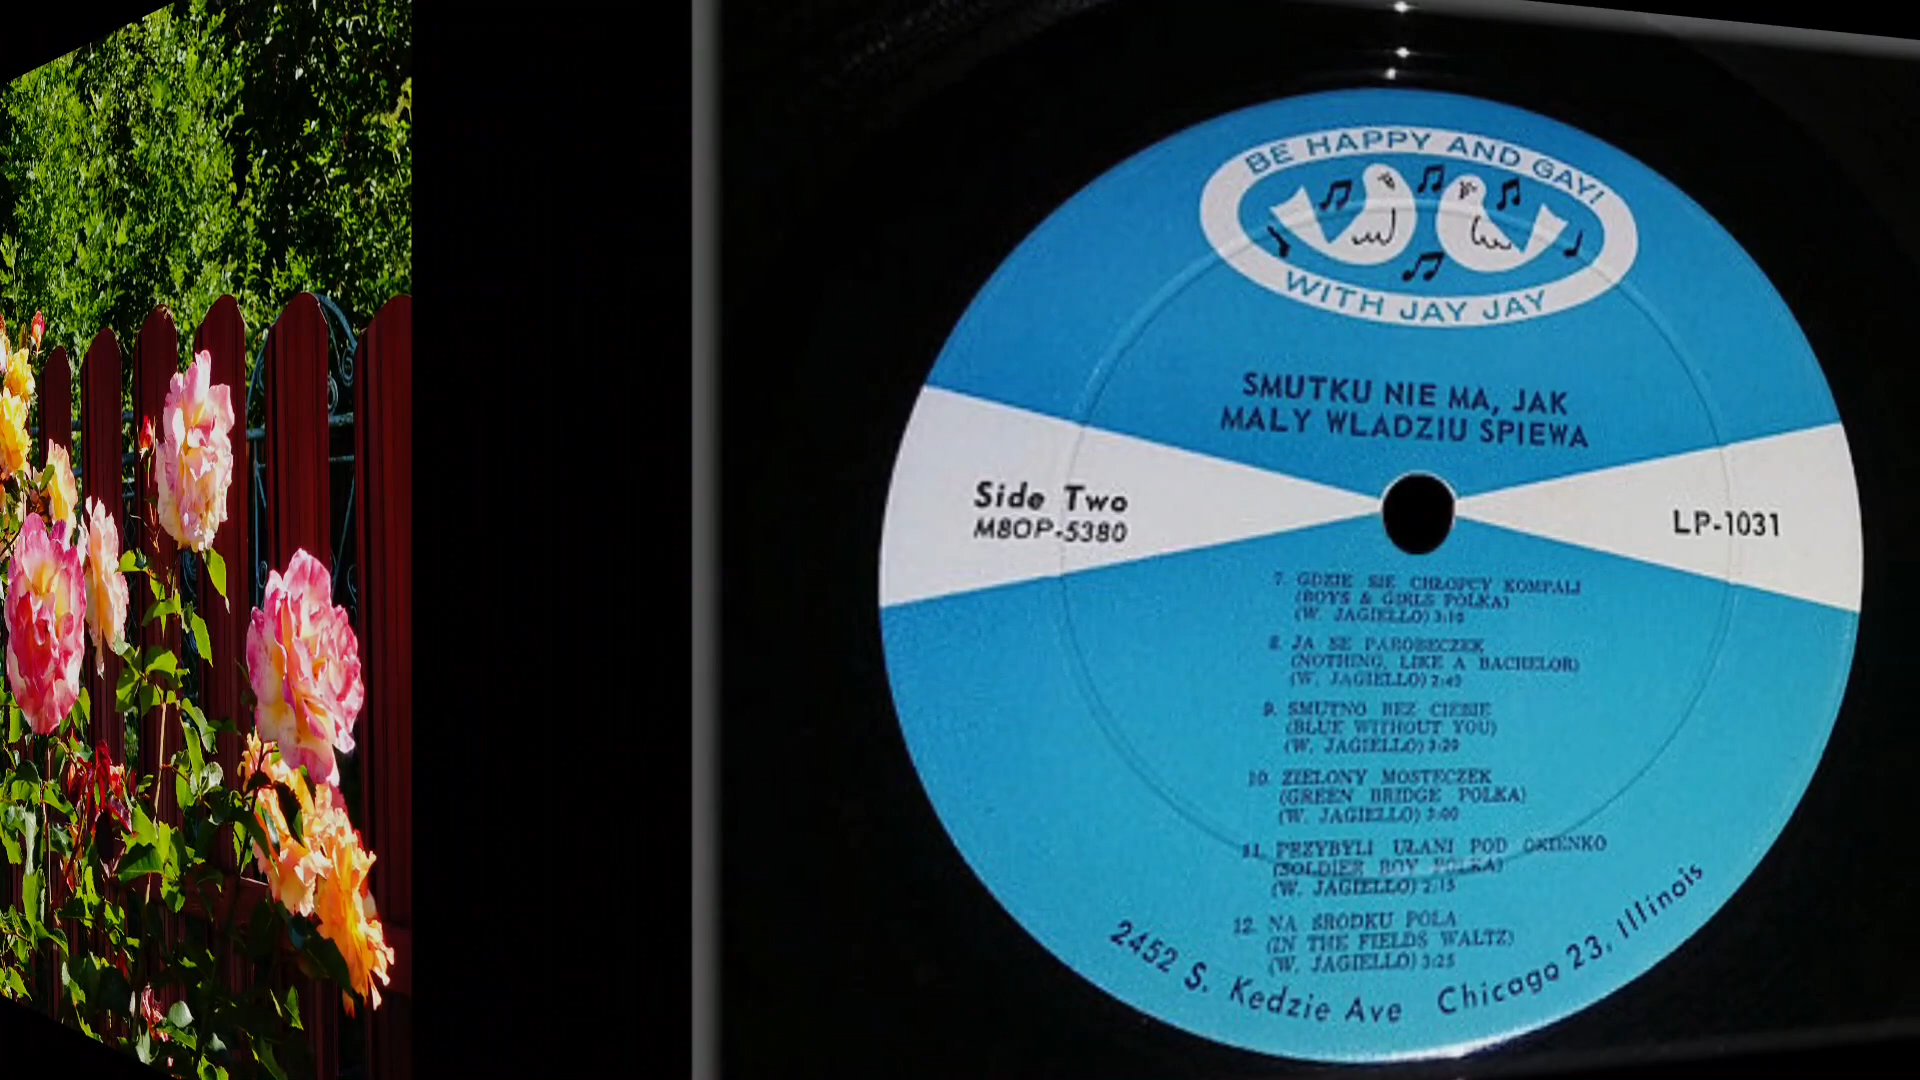 BE HAPPY AND GAY!
WITH JAY JAY
SMUTKU NIE MA, JAK
MALY WLADZIU SPIEWA
Side Two
M8OP-5380
LP-1031
7. GDZIE SIE CHŁOPCY KOMPALI
(BOYS & GIRLS POLKA)
(W. JAGIELLO) 3:10
8. JA SE PAROBECZEK
(NOTHING, LIKE A BACHELOR)
(W. JAGIELLO) 2:40
9. SMUTNO BEZ CIEBIE
(BLUE WITHOUT YOU)
(W. JAGIELLO) 3:20
10. ZIELONY MOSTECZEK
(GREEN BRIDGE POLKA)
(W. JAGIELLO) 3:00
11. PRZYBYLI UŁANI POD OKIENKO
(SOLDIER BOY POLKA)
(W. JAGIELLO) 2:15
12. NA SRODKU POLA
(IN THE FIELDS WALTZ)
(W. JAGIELLO) 3:25
2452 S. Kedzie Ave Chicago 23, Illinois